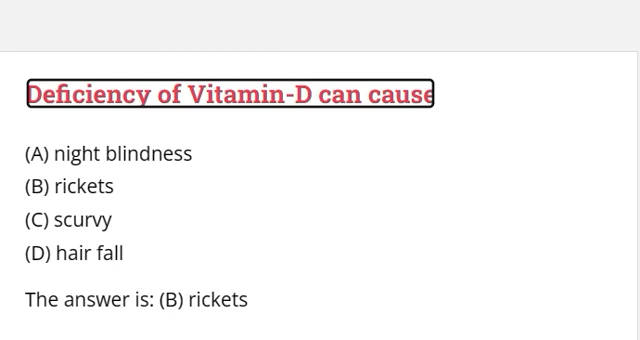 Deficiency of Vitamin-D can cause
(A) night blindness
(B) rickets
(C) scurvy
(D) hair fall
The answer is: (B) rickets